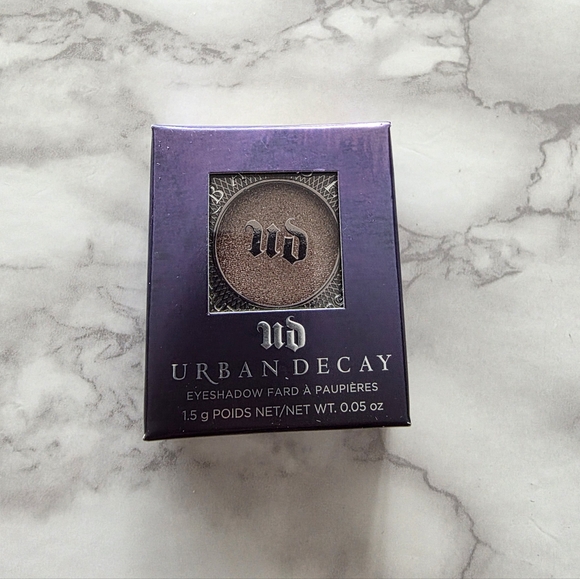 UD
UD
URBAN DECAY
EYESHADOW FARD À PAUPIÈRES
1.5 g POIDS NET/NET WT. 0.05 oz